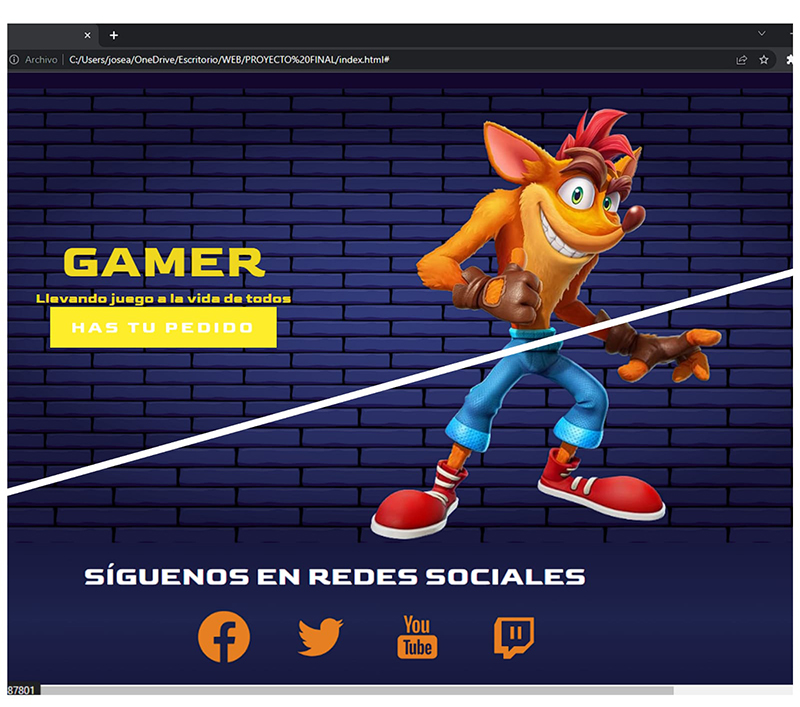 Archivo
C:/Users/josea/OneDrive/Escritorio/WEB/PROYECTO%20FINAL/index.html#
GAMER
Llevando juego a la vida de todos
HAS TU PEDIDO
SÍGUENOS EN REDES SOCIALES
You
Tube
87801